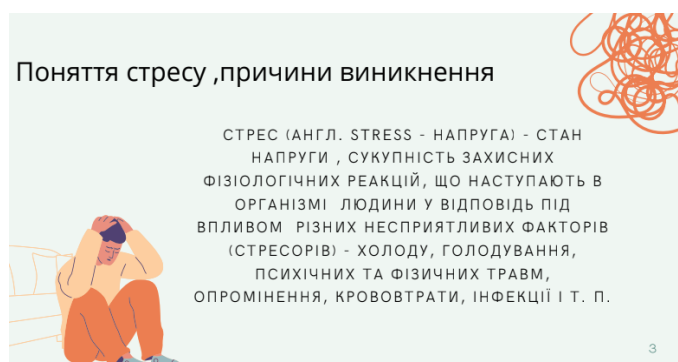 Поняття стресу ,причини виникнення
СТРЕС (АНГЛ. STRESS - НАПРУГА) - СТАН
НАПРУГИ , СУКУПНІСТЬ ЗАХИСНИХ
ФІЗІОЛОГІЧНИХ РЕАКЦІЙ, ЩО НАСТУПАЮТЬ В
ОРГАНІЗМІ ЛЮДИНИ У ВІДПОВІДЬ ПІД
ВПЛИВОМ РІЗНИХ НЕСПРИЯТЛИВИХ ФАКТОРІВ
(СТРЕСОРІВ) - ХОЛОДУ, ГОЛОДУВАННЯ,
ПСИХІЧНИХ ТА ФІЗИЧНИХ ТРАВМ,
ОПРОМІНЕННЯ, КРОВОВТРАТИ, ІНФЕКЦІЇ І Т. П.
3